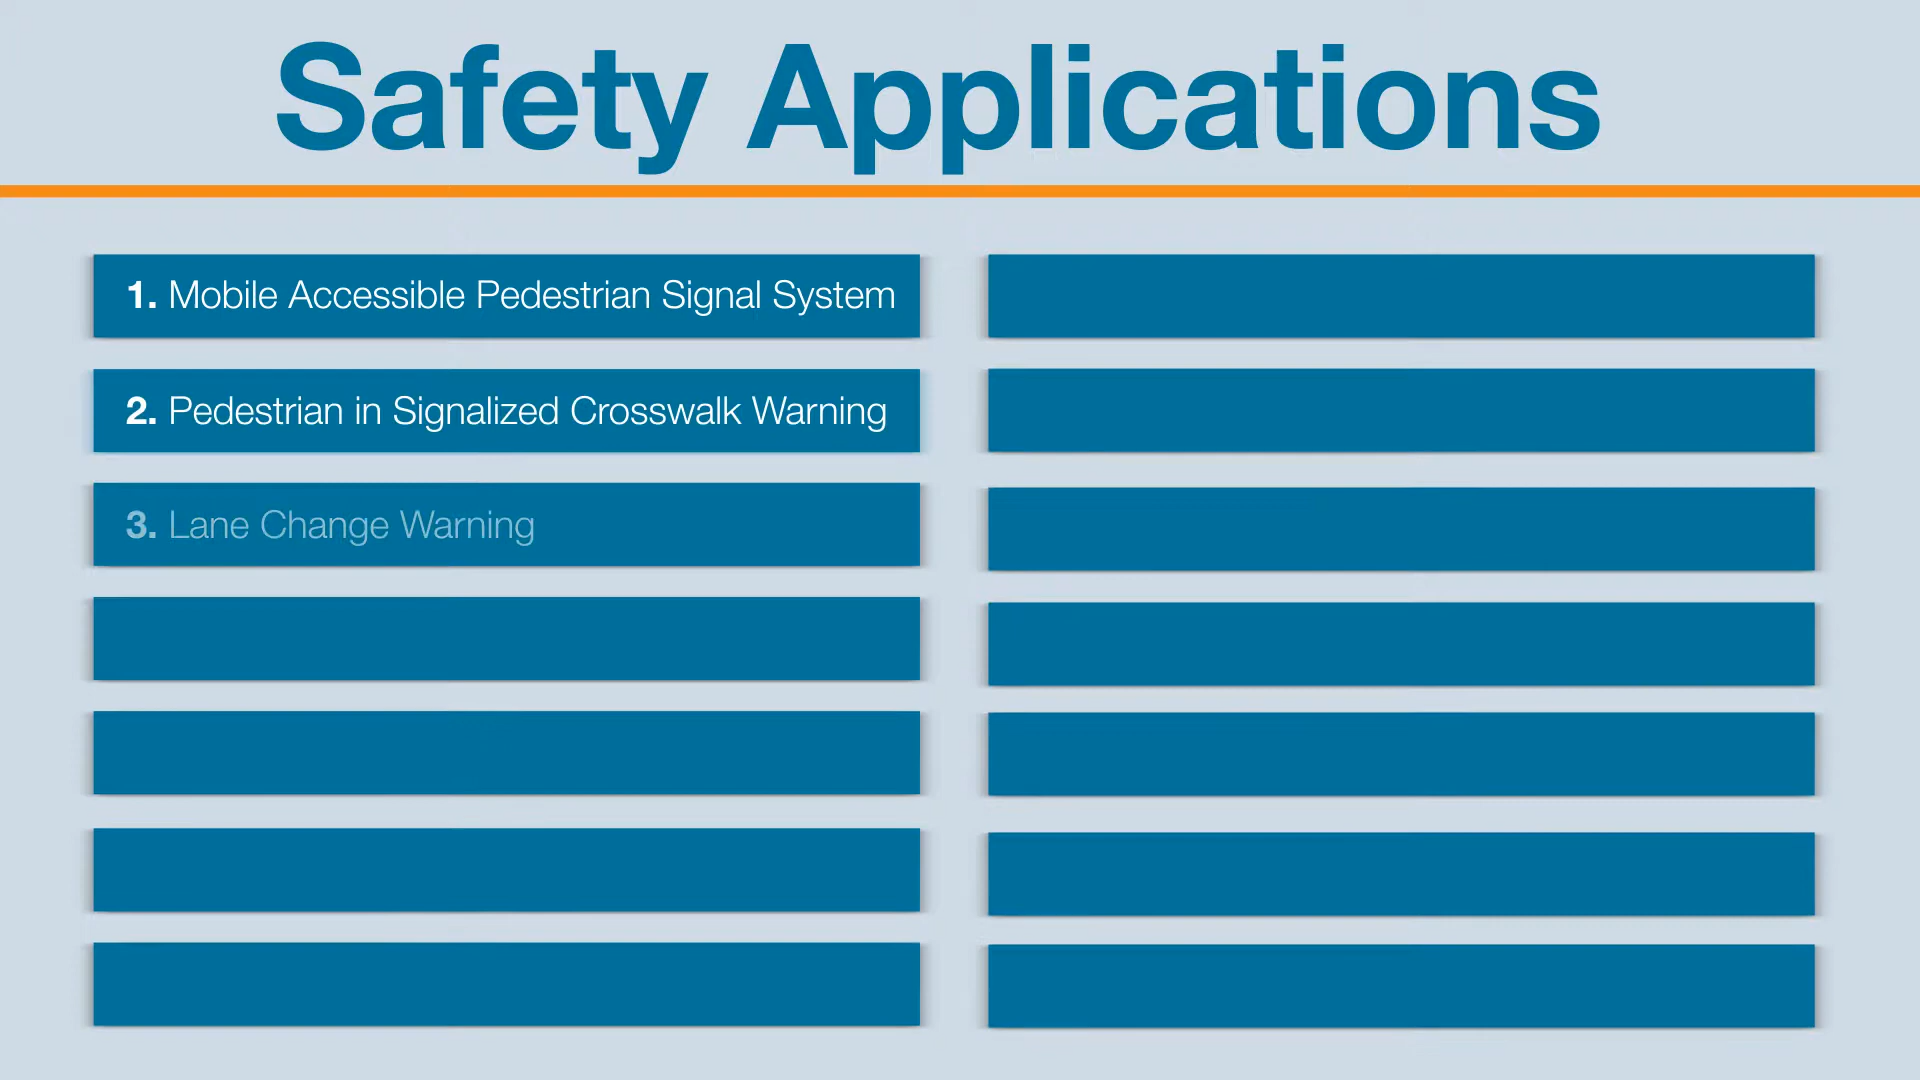 Safety Applications
1. Mobile Accessible Pedestrian Signal System
2. Pedestrian in Signalized Crosswalk Warning
3. Lane Change Warning